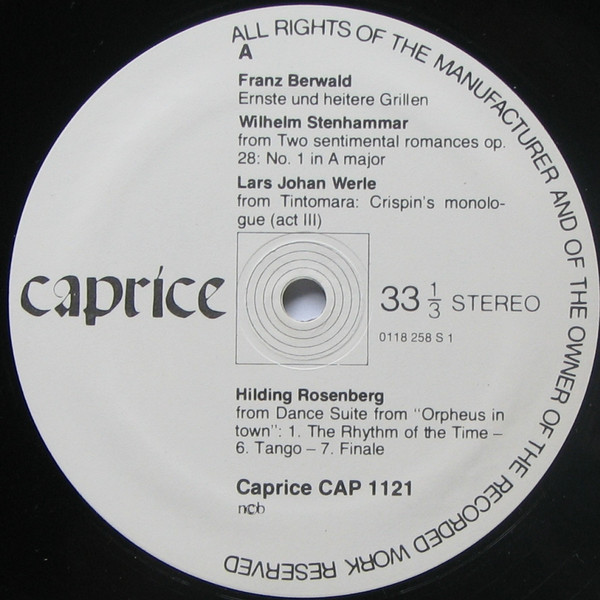 ALL RIGHTS OF THE MANUFACTURER AND OF THE OWNER OF THE RECORDED WORK RESERVED
A
Franz Berwald
Ernste und heitere Grillen
Wilhelm Stenhammar
from Two sentimental romances op.
28: No. 1 in A major
Lars Johan Werle
from Tintomara: Crispin's monolo-
gue (act III)
caprice
33 1/3 STEREO
0118 258 S 1
Hilding Rosenberg
from Dance Suite from "Orpheus in
town": 1. The Rhythm of the Time –
6. Tango – 7. Finale
Caprice CAP 1121
ncb